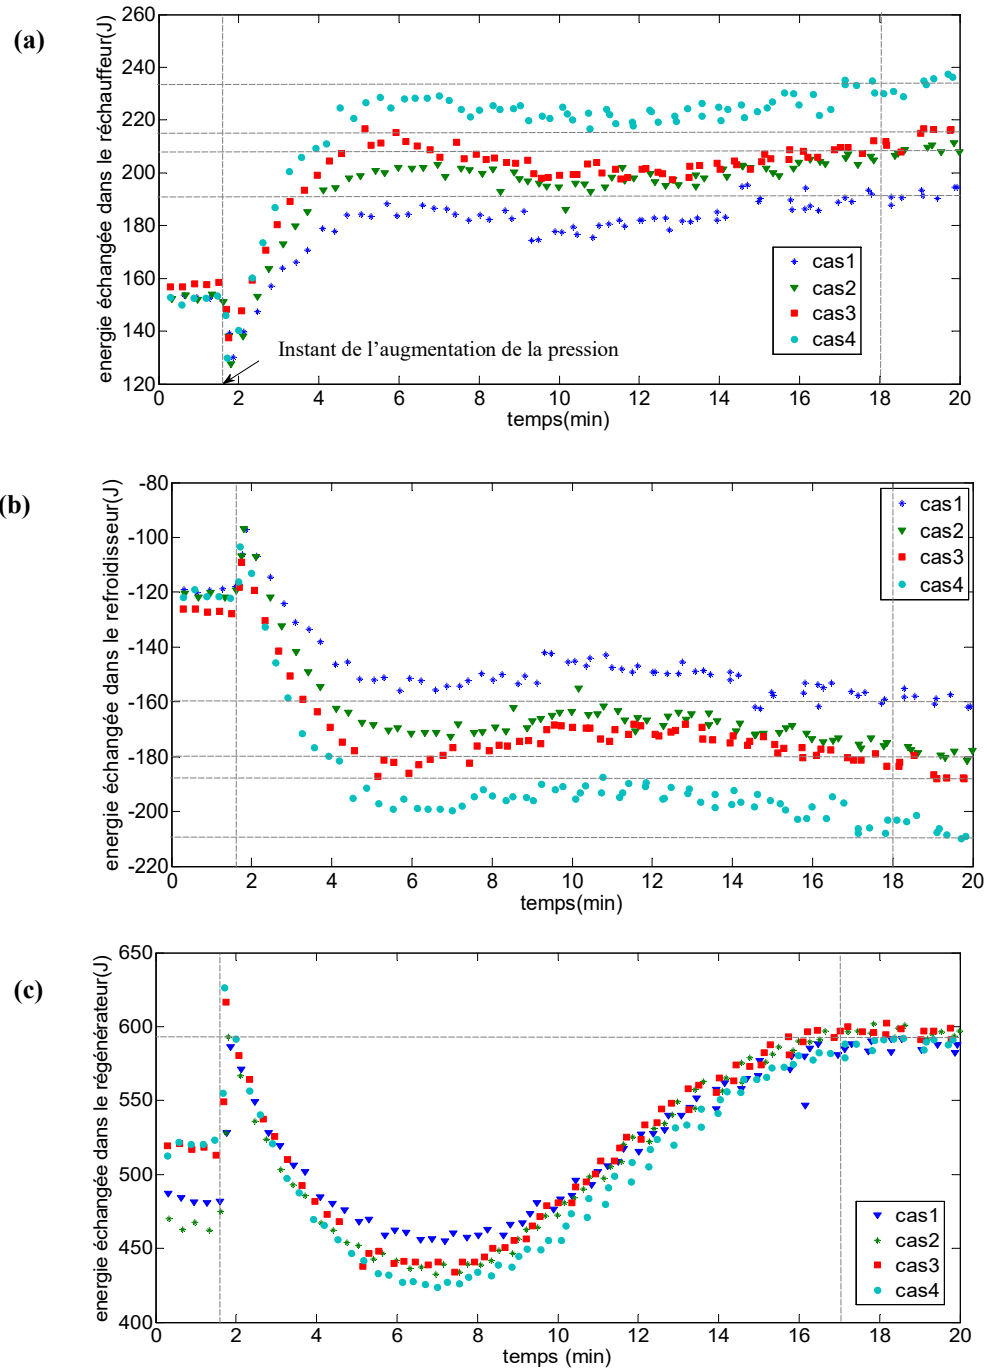 (a)
energie échangée dans le réchauffeur(J)
260
240
220
200
180
160
140
120
cas1
cas2
cas3
cas4
Instant de l'augmentation de la pression
0 2 4 6 8 10 12 14 16 18 20
temps(min)
(b)
energie échangée dans le refroidisseur(J)
-80
-100
-120
-140
-160
-180
-200
-220
cas1
cas2
cas3
cas4
0 2 4 6 8 10 12 14 16 18 20
temps(min)
(c)
energie échangée dans le régénérateur(J)
650
600
550
500
450
400
cas1
cas2
cas3
cas4
0 2 4 6 8 10 12 14 16 18 20
temps (min)